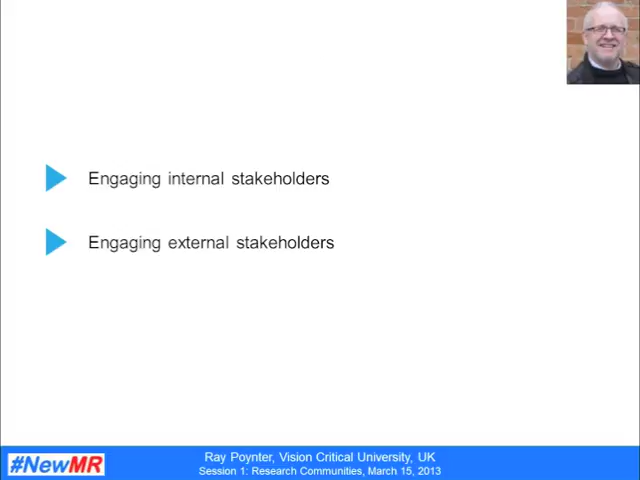 Engaging internal stakeholders
Engaging external stakeholders
#NewMR
Ray Poynter, Vision Critical University, UK
Session 1: Research Communities, March 15, 2013